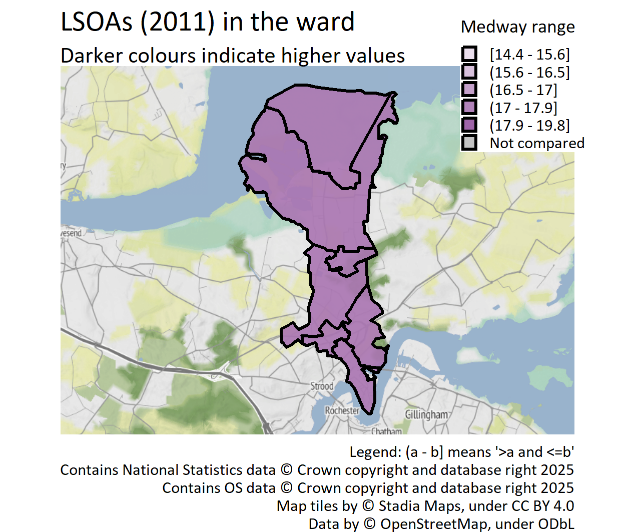 LSOAs (2011) in the ward
Darker colours indicate higher values
Medway range
[14.4 - 15.6]
(15.6 - 16.5]
(16.5 - 17]
(17 - 17.9]
(17.9 - 19.8]
Not compared
ry
vesend
Strood
Rochester
Gillingham
Chatham
Legend: (a - b] means '>a and <=b'
Contains National Statistics data © Crown copyright and database right 2025
Contains OS data © Crown copyright and database right 2025
Map tiles by © Stadia Maps, under CC BY 4.0
Data by © OpenStreetMap, under ODbL